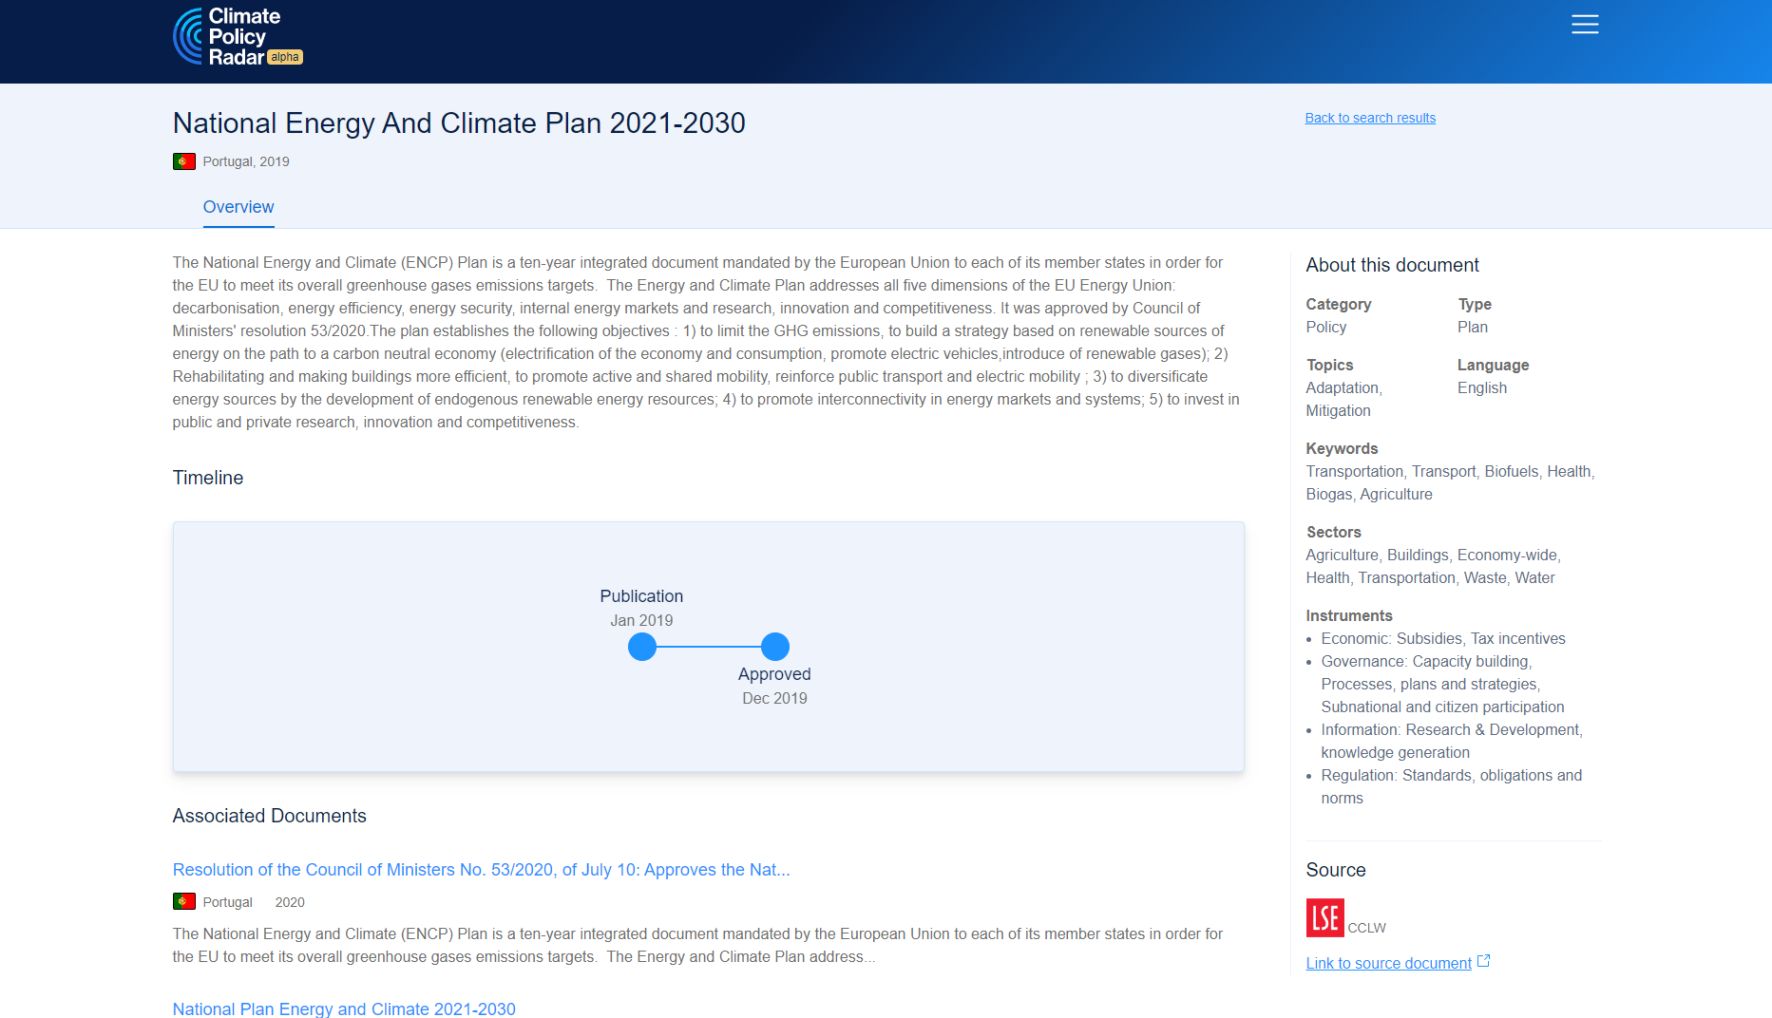 Climate
Policy
Radar alpha
National Energy And Climate Plan 2021-2030
Back to search results
Portugal, 2019
Overview
The National Energy and Climate (ENCP) Plan is a ten-year integrated document mandated by the European Union to each of its member states in order for
the EU to meet its overall greenhouse gases emissions targets.  The Energy and Climate Plan addresses all five dimensions of the EU Energy Union:
decarbonisation, energy efficiency, energy security, internal energy markets and research, innovation and competitiveness. It was approved by Council of
Ministers' resolution 53/2020.The plan establishes the following objectives : 1) to limit the GHG emissions, to build a strategy based on renewable sources of
energy on the path to a carbon neutral economy (electrification of the economy and consumption, promote electric vehicles,introduce of renewable gases); 2)
Rehabilitating and making buildings more efficient, to promote active and shared mobility, reinforce public transport and electric mobility ; 3) to diversificate
energy sources by the development of endogenous renewable energy resources; 4) to promote interconnectivity in energy markets and systems; 5) to invest in
public and private research, innovation and competitiveness.
Timeline
Publication
Jan 2019
Approved
Dec 2019
Associated Documents
Resolution of the Council of Ministers No. 53/2020, of July 10: Approves the Nat...
Portugal 2020
The National Energy and Climate (ENCP) Plan is a ten-year integrated document mandated by the European Union to each of its member states in order for
the EU to meet its overall greenhouse gases emissions targets.  The Energy and Climate Plan address...
National Plan Energy and Climate 2021-2030
About this document
Category Type
Policy Plan
Topics Language
Adaptation, English
Mitigation
Keywords
Transportation, Transport, Biofuels, Health,
Biogas, Agriculture
Sectors
Agriculture, Buildings, Economy-wide,
Health, Transportation, Waste, Water
Instruments
• Economic: Subsidies, Tax incentives
• Governance: Capacity building,
Processes, plans and strategies,
Subnational and citizen participation
• Information: Research & Development,
knowledge generation
• Regulation: Standards, obligations and
norms
Source
LSE CCLW
Link to source document